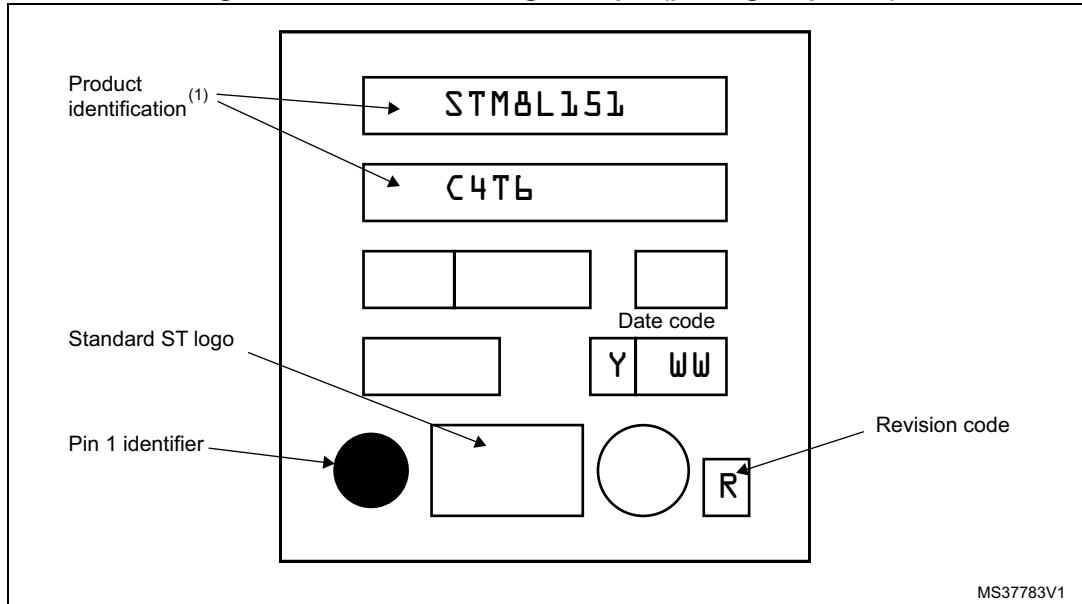 Product
identification(1)
STM8L151
C4T6
Date code
Standard ST logo
Y WW
Pin 1 identifier
Revision code
R
MS37783V1